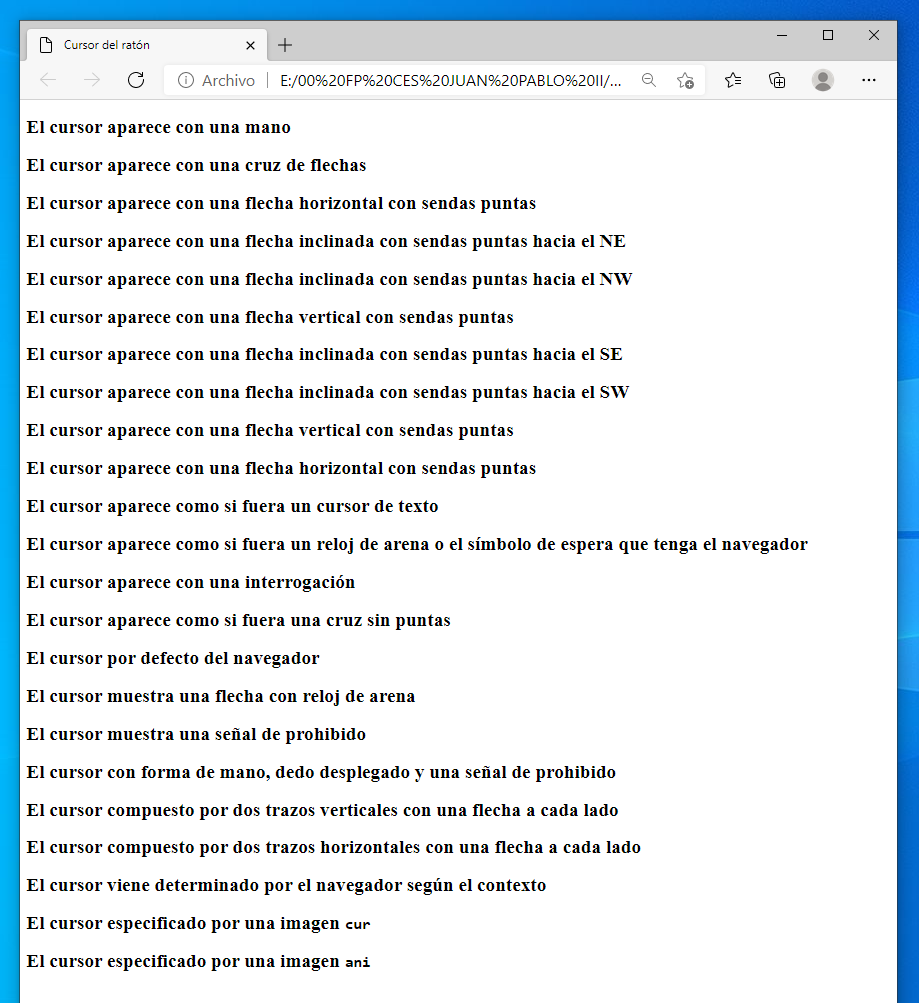 Cursor del ratón
Archivo | E:/00%20FP%20CES%20JUAN%20PABLO%20II/...
El cursor aparece con una mano
El cursor aparece con una cruz de flechas
El cursor aparece con una flecha horizontal con sendas puntas
El cursor aparece con una flecha inclinada con sendas puntas hacia el NE
El cursor aparece con una flecha inclinada con sendas puntas hacia el NW
El cursor aparece con una flecha vertical con sendas puntas
El cursor aparece con una flecha inclinada con sendas puntas hacia el SE
El cursor aparece con una flecha inclinada con sendas puntas hacia el SW
El cursor aparece con una flecha vertical con sendas puntas
El cursor aparece con una flecha horizontal con sendas puntas
El cursor aparece como si fuera un cursor de texto
El cursor aparece como si fuera un reloj de arena o el símbolo de espera que tenga el navegador
El cursor aparece con una interrogación
El cursor aparece como si fuera una cruz sin puntas
El cursor por defecto del navegador
El cursor muestra una flecha con reloj de arena
El cursor muestra una señal de prohibido
El cursor con forma de mano, dedo desplegado y una señal de prohibido
El cursor compuesto por dos trazos verticales con una flecha a cada lado
El cursor compuesto por dos trazos horizontales con una flecha a cada lado
El cursor viene determinado por el navegador según el contexto
El cursor especificado por una imagen cur
El cursor especificado por una imagen ani